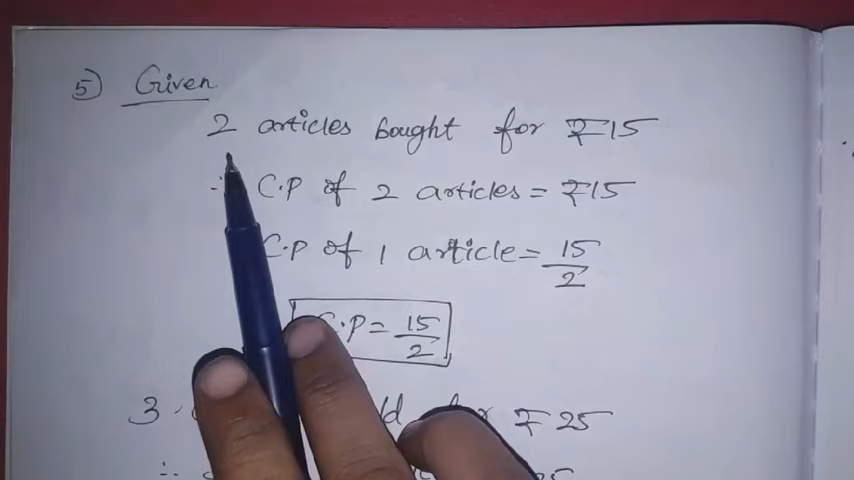 5) Given
2 articles bought for ₹15
∴ C.P of 2 articles = ₹15
C.P of 1 article = 15/2
C.P = 15/2
3 for ₹25
∴